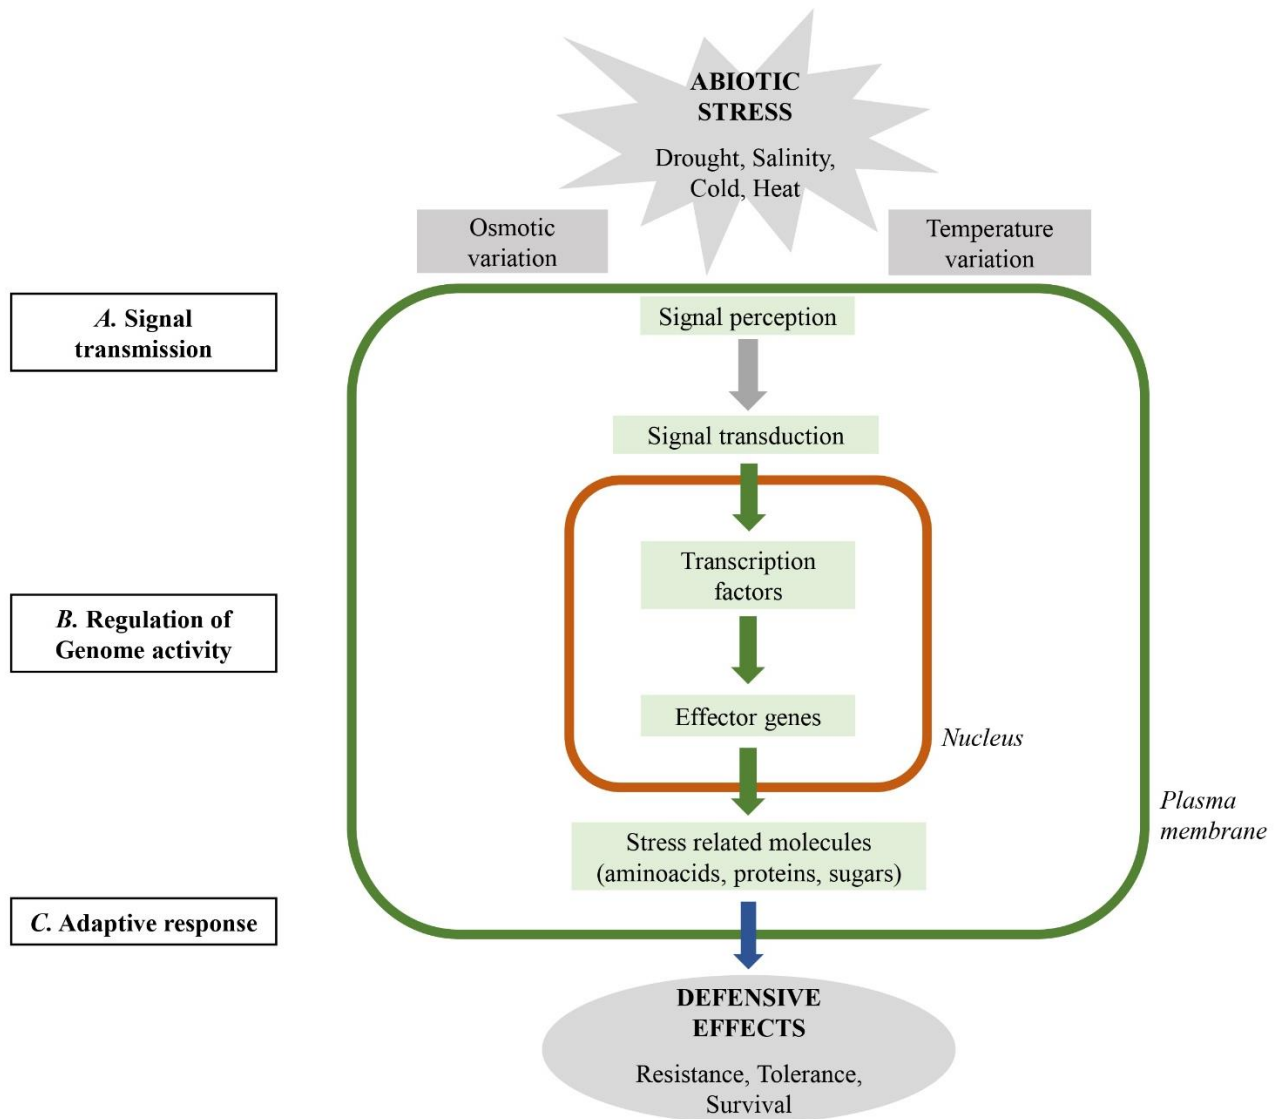 ABIOTIC
STRESS
Drought, Salinity,
Cold, Heat
Osmotic
variation
Temperature
variation
A. Signal
transmission
Signal perception
Signal transduction
Transcription
factors
B. Regulation of
Genome activity
Effector genes
Nucleus
Plasma
membrane
Stress related molecules
(aminoacids, proteins, sugars)
C. Adaptive response
DEFENSIVE
EFFECTS
Resistance, Tolerance,
Survival